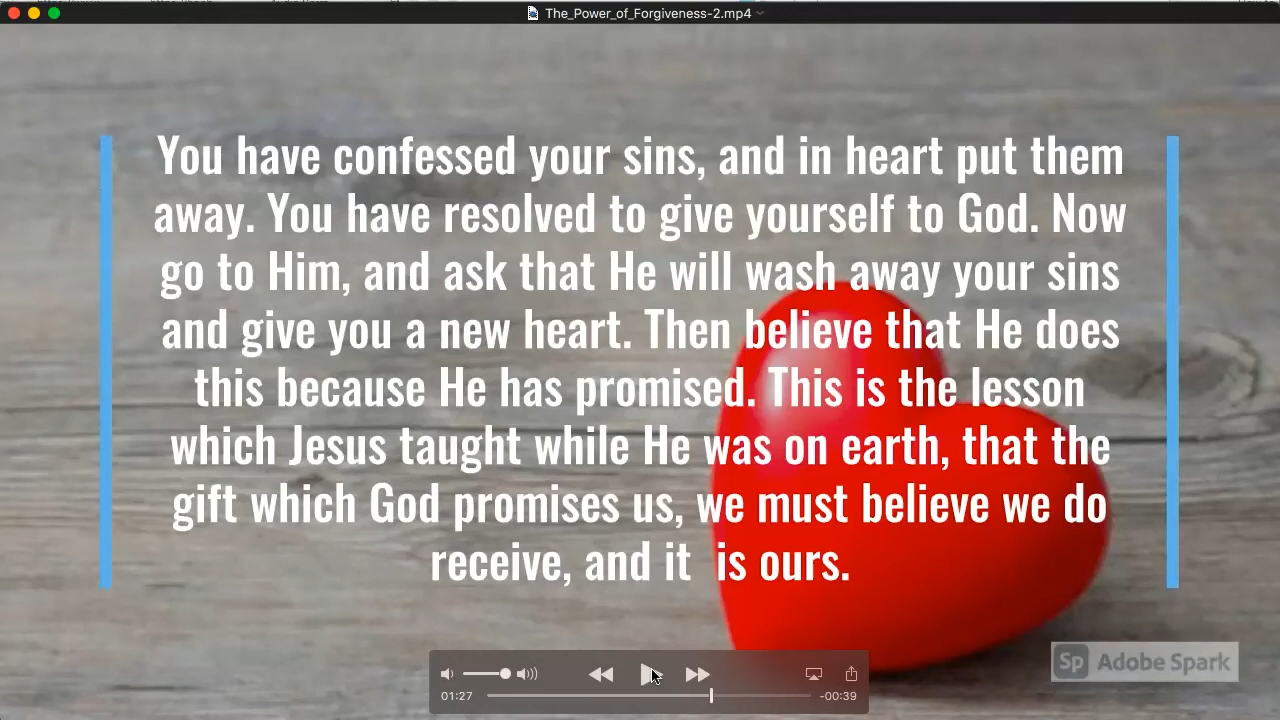 The_Power_of_Forgiveness-2.mp4
You have confessed your sins, and in heart put them
away. You have resolved to give yourself to God. Now
go to Him, and ask that He will wash away your sins
and give you a new heart. Then believe that He does
this because He has promised. This is the lesson
which Jesus taught while He was on earth, that the
gift which God promises us, we must believe we do
receive, and it  is ours.
Sp Adobe Spark
01:27 -00:39